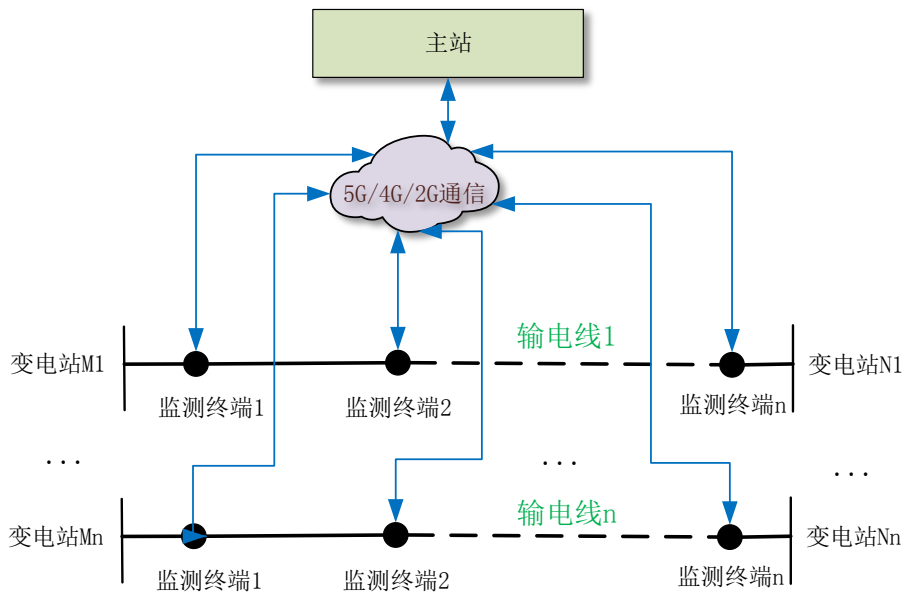 主站
5G/4G/2G通信
输电线1
变电站M1
变电站N1
监测终端1
监测终端2
监测终端n
...
...
...
输电线n
变电站Mn
变电站Nn
监测终端1
监测终端2
监测终端n